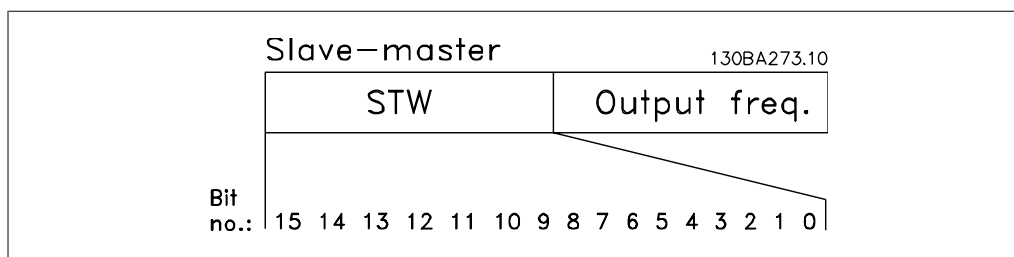 Slave-master
130BA273.10
STW
Output freq.
Bit
no.: 15 14 13 12 11 10 9 8 7 6 5 4 3 2 1 0